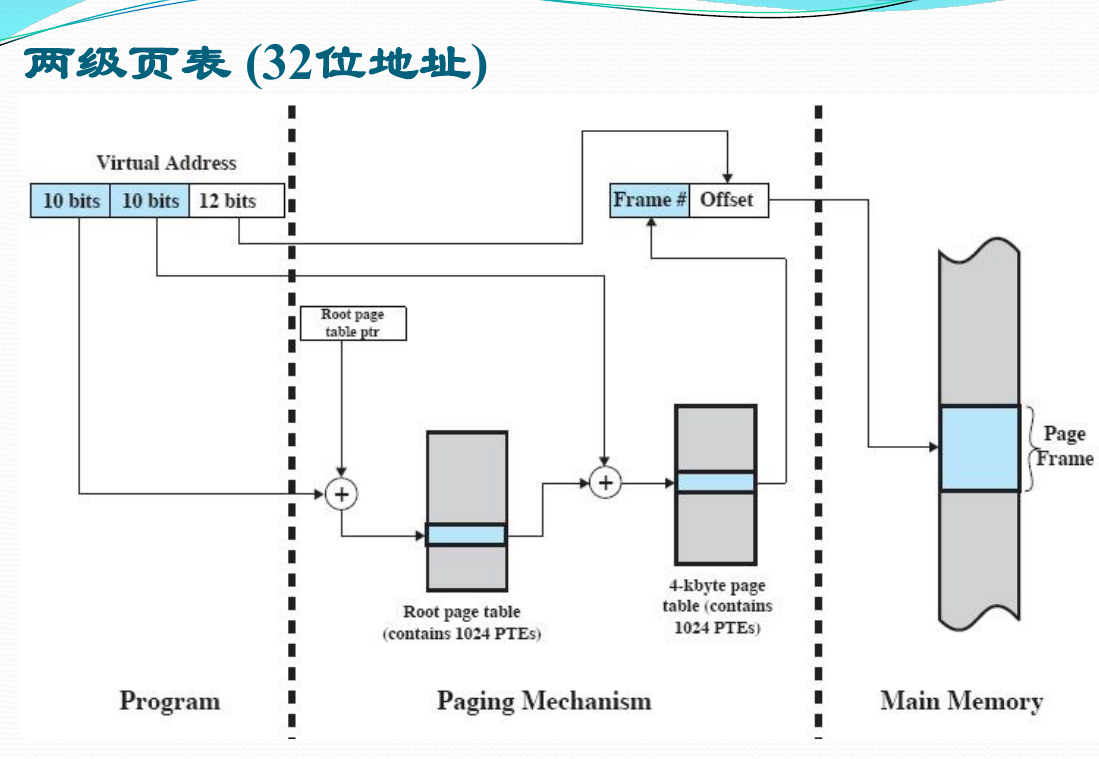 两级页表 (32位地址)
Virtual Address
10 bits 10 bits 12 bits
Frame # Offset
Root page
table ptr
Page
Frame
4-kbyte page
table (contains
1024 PTEs)
Root page table
(contains 1024 PTEs)
Program
Paging Mechanism
Main Memory